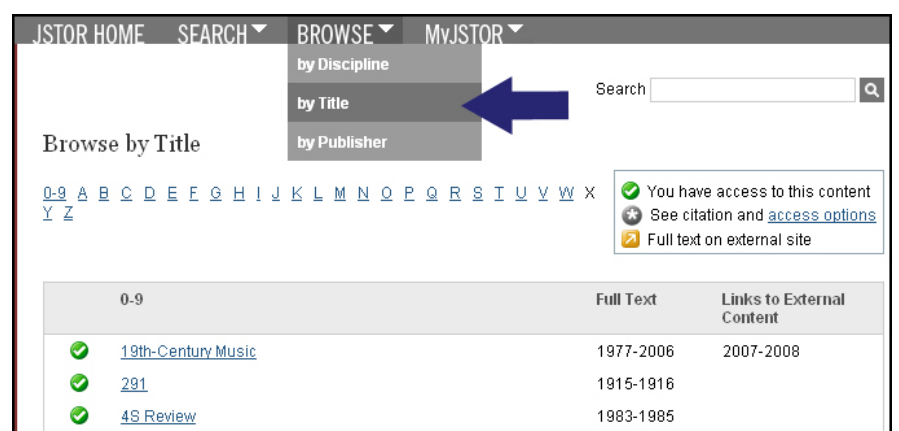 JSTOR HOME SEARCH BROWSE MyJSTOR
by Discipline
by Title
by Publisher
Search
Browse by Title
0-9 A B C D E F G H I J K L M N O P Q R S T U V W X
Y Z
You have access to this content
See citation and access options
Full text on external site
0-9 Full Text Links to External
Content
19th-Century Music 1977-2006 2007-2008
291 1915-1916
4S Review 1983-1985